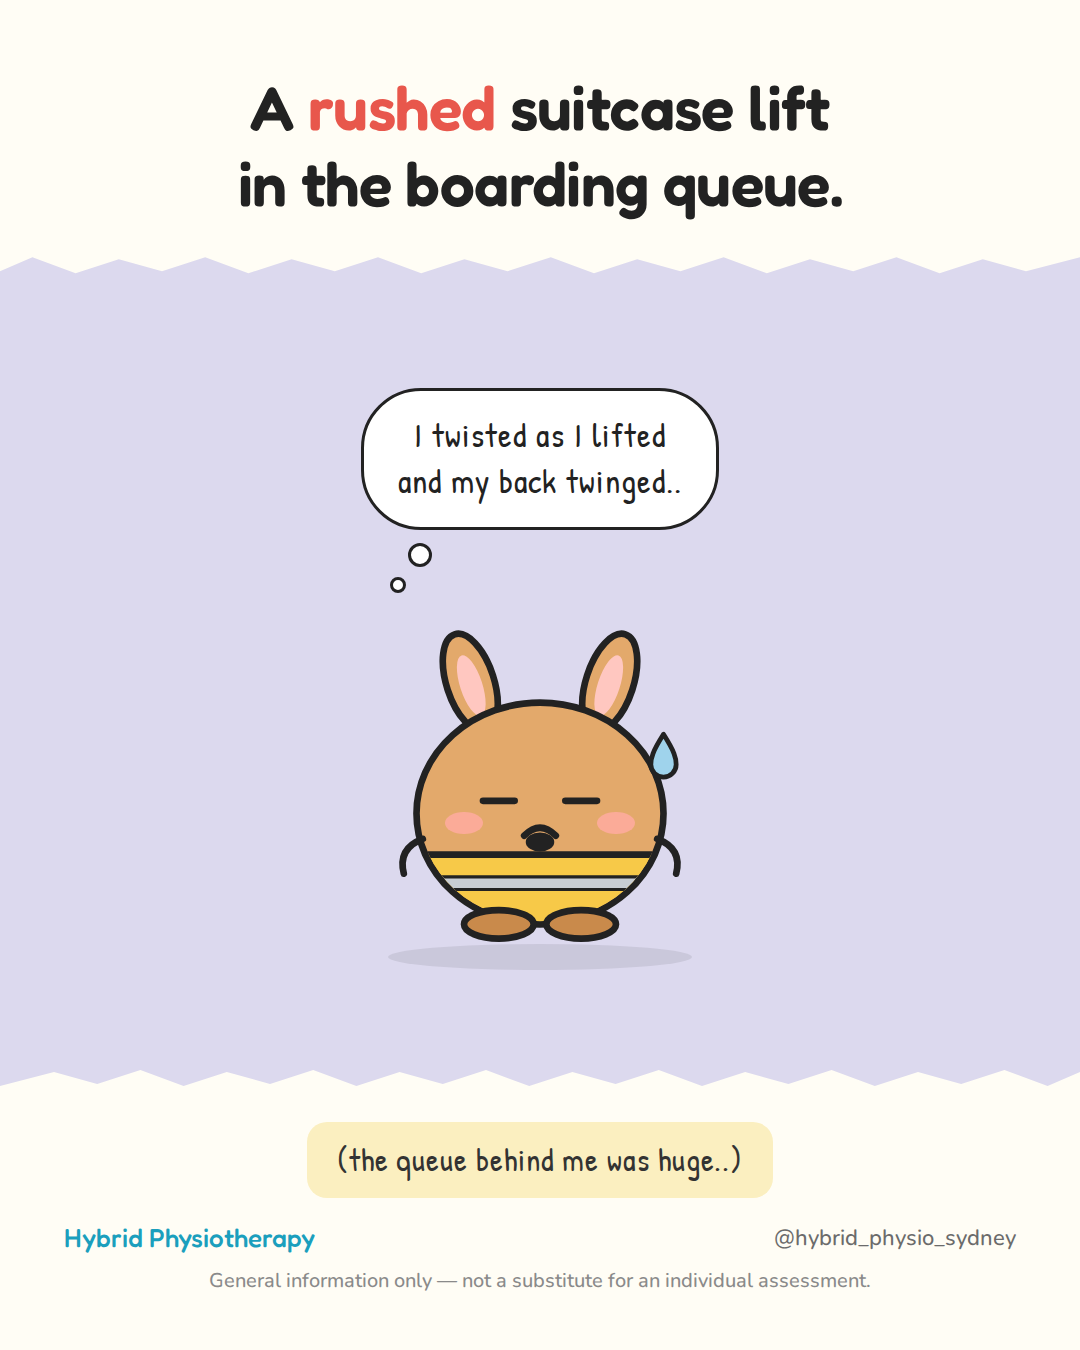 A rushed suitcase lift
in the boarding queue.
I twisted as I lifted
and my back twinged..
(the queue behind me was huge..)
Hybrid Physiotherapy
@hybrid_physio_sydney
General information only — not a substitute for an individual assessment.